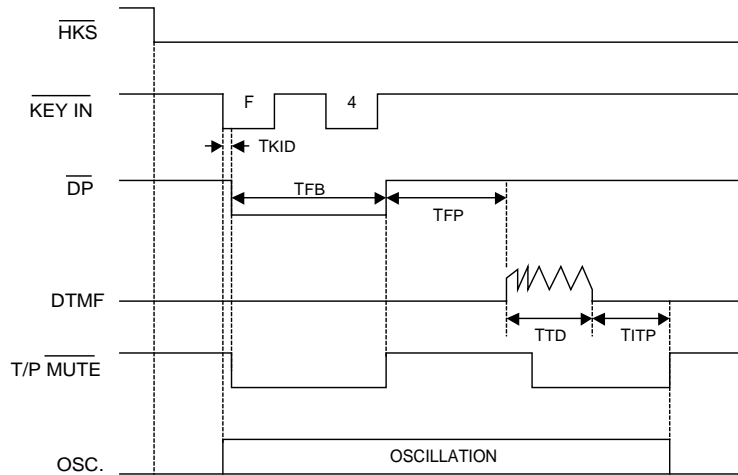 HKS
KEY IN
F
4
TKID
DP
TFB
TFP
DTMF
TTD
TITP
T/P MUTE
OSC.
OSCILLATION